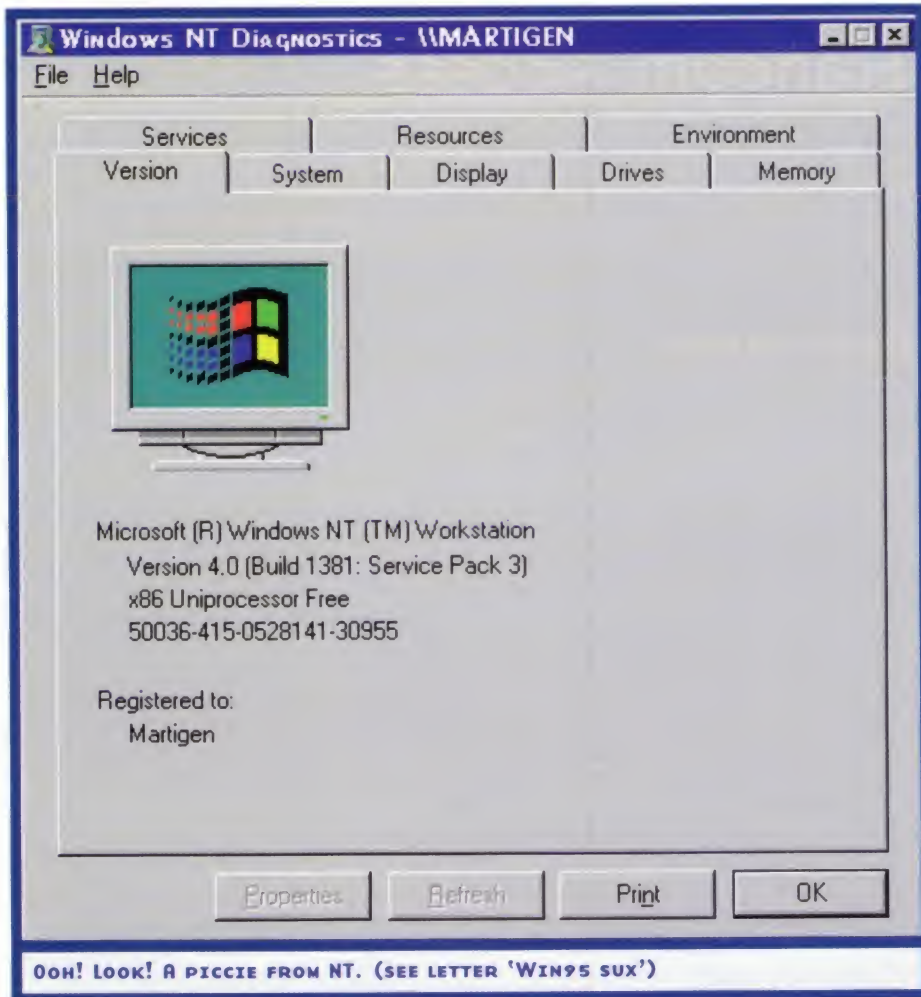 Windows NT Diagnostics - \\MARTIGEN
File Help
Services Resources Environment
Version System Display Drives Memory
Microsoft (R) Windows NT (TM) Workstation
Version 4.0 (Build 1381: Service Pack 3)
x86 Uniprocessor Free
50036-415-0528141-30955
Registered to:
Martigen
Properties Refresh Print OK
Ooh! Look! A piccie from NT. (see letter 'Win95 sux')